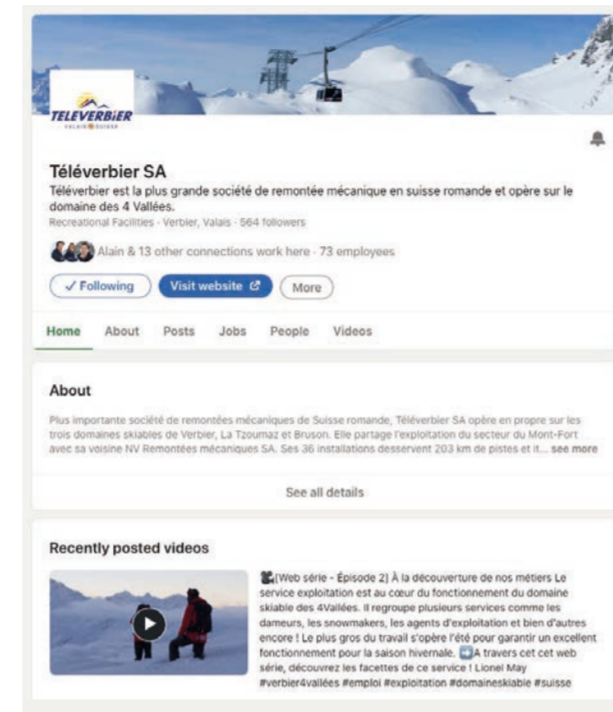 TELEVERBIER
VALAIS SUISSE
Téléverbier SA
Téléverbier est la plus grande société de remontée mécanique en suisse romande et opère sur le
domaine des 4 Vallées.
Recreational Facilities · Verbier, Valais · 564 followers
Alain & 13 other connections work here · 73 employees
✓ Following Visit website More
Home About Posts Jobs People Videos
About
Plus importante société de remontées mécaniques de Suisse romande, Téléverbier SA opère en propre sur les
trois domaines skiables de Verbier, La Tzoumaz et Bruson. Elle partage l'exploitation du secteur du Mont-Fort
avec sa voisine NV Remontées mécaniques SA. Ses 36 installations desservent 203 km de pistes et it... see more
See all details
Recently posted videos
🎥[Web série - Épisode 2] À la découverte de nos métiers Le
service exploitation est au cœur du fonctionnement du domaine
skiable des 4Vallées. Il regroupe plusieurs services comme les
dameurs, les snowmakers, les agents d'exploitation et bien d'autres
encore ! Le plus gros du travail s'opère l'été pour garantir un excellent
fonctionnement pour la saison hivernale. ➡️A travers cet cet web
série, découvrez les facettes de ce service ! Lionel May
#verbier4vallées #emploi #exploitation #domaineskiable #suisse